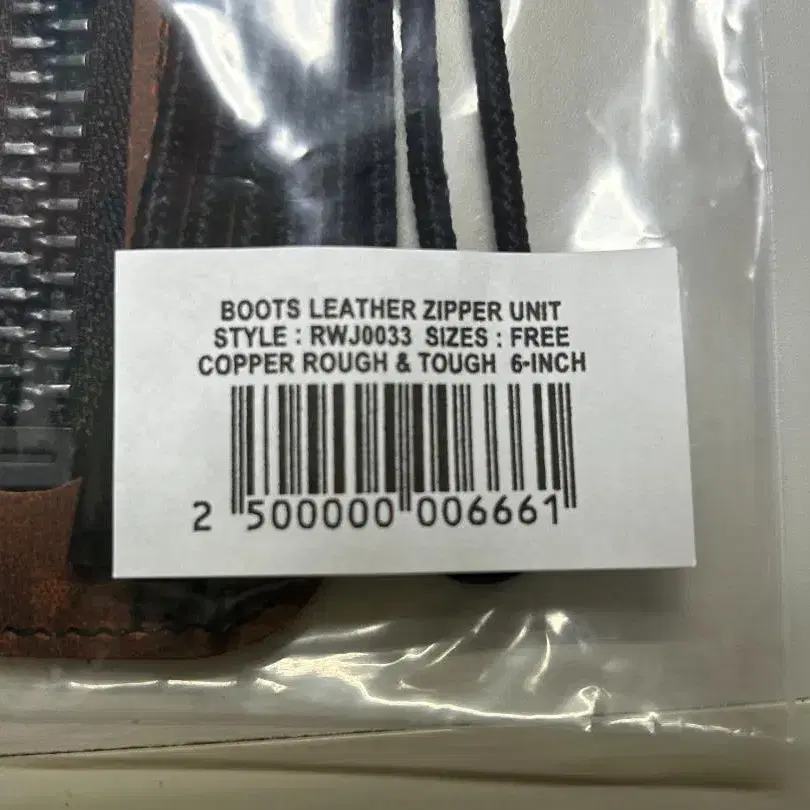 BOOTS LEATHER ZIPPER UNIT
STYLE : RWJ0033 SIZES : FREE
COPPER ROUGH & TOUGH 6-INCH
2 500000 006661